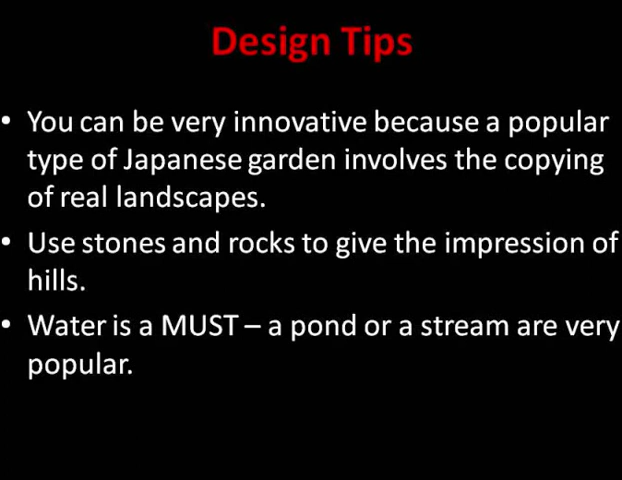 Design Tips
• You can be very innovative because a popular
type of Japanese garden involves the copying
of real landscapes.
• Use stones and rocks to give the impression of
hills.
• Water is a MUST – a pond or a stream are very
popular.